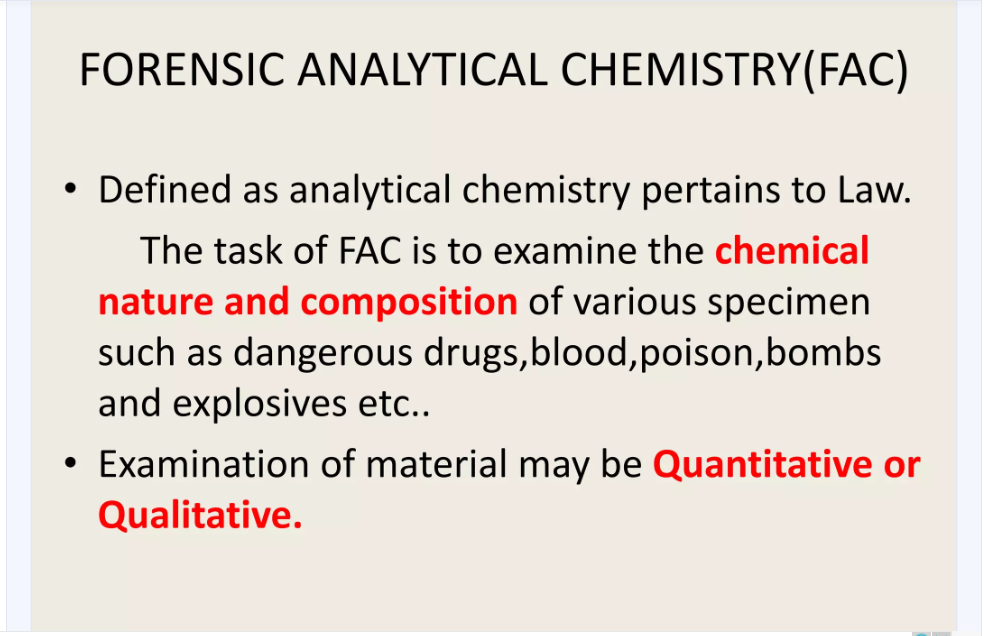 FORENSIC ANALYTICAL CHEMISTRY(FAC)
• Defined as analytical chemistry pertains to Law.
The task of FAC is to examine the chemical
nature and composition of various specimen
such as dangerous drugs,blood,poison,bombs
and explosives etc..
• Examination of material may be Quantitative or
Qualitative.